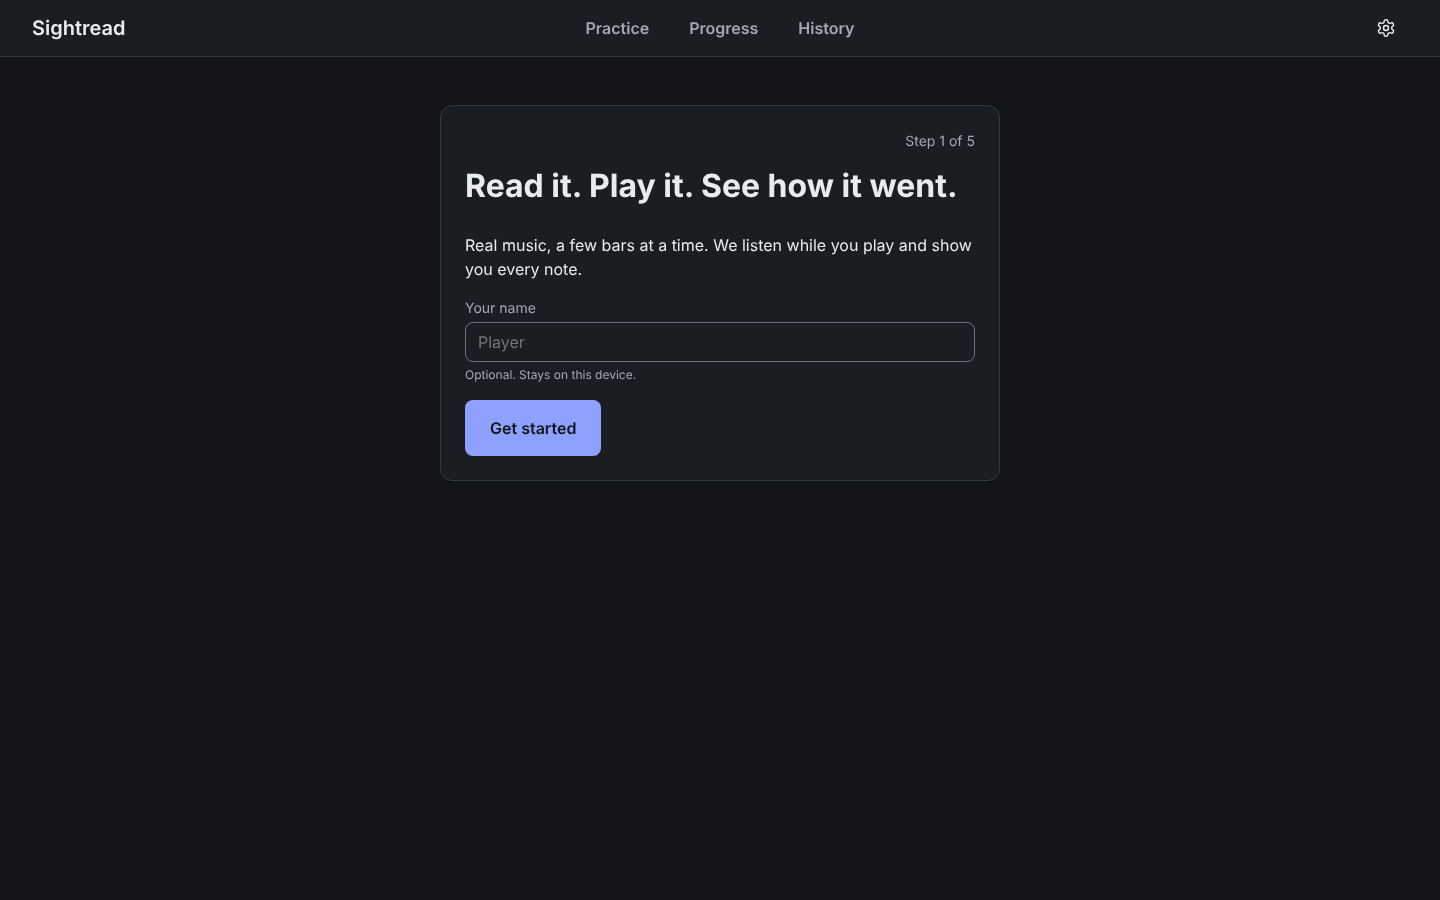 Sightread
Practice
Progress
History
Step 1 of 5
Read it. Play it. See how it went.
Real music, a few bars at a time. We listen while you play and show
you every note.
Your name
Player
Optional. Stays on this device.
Get started